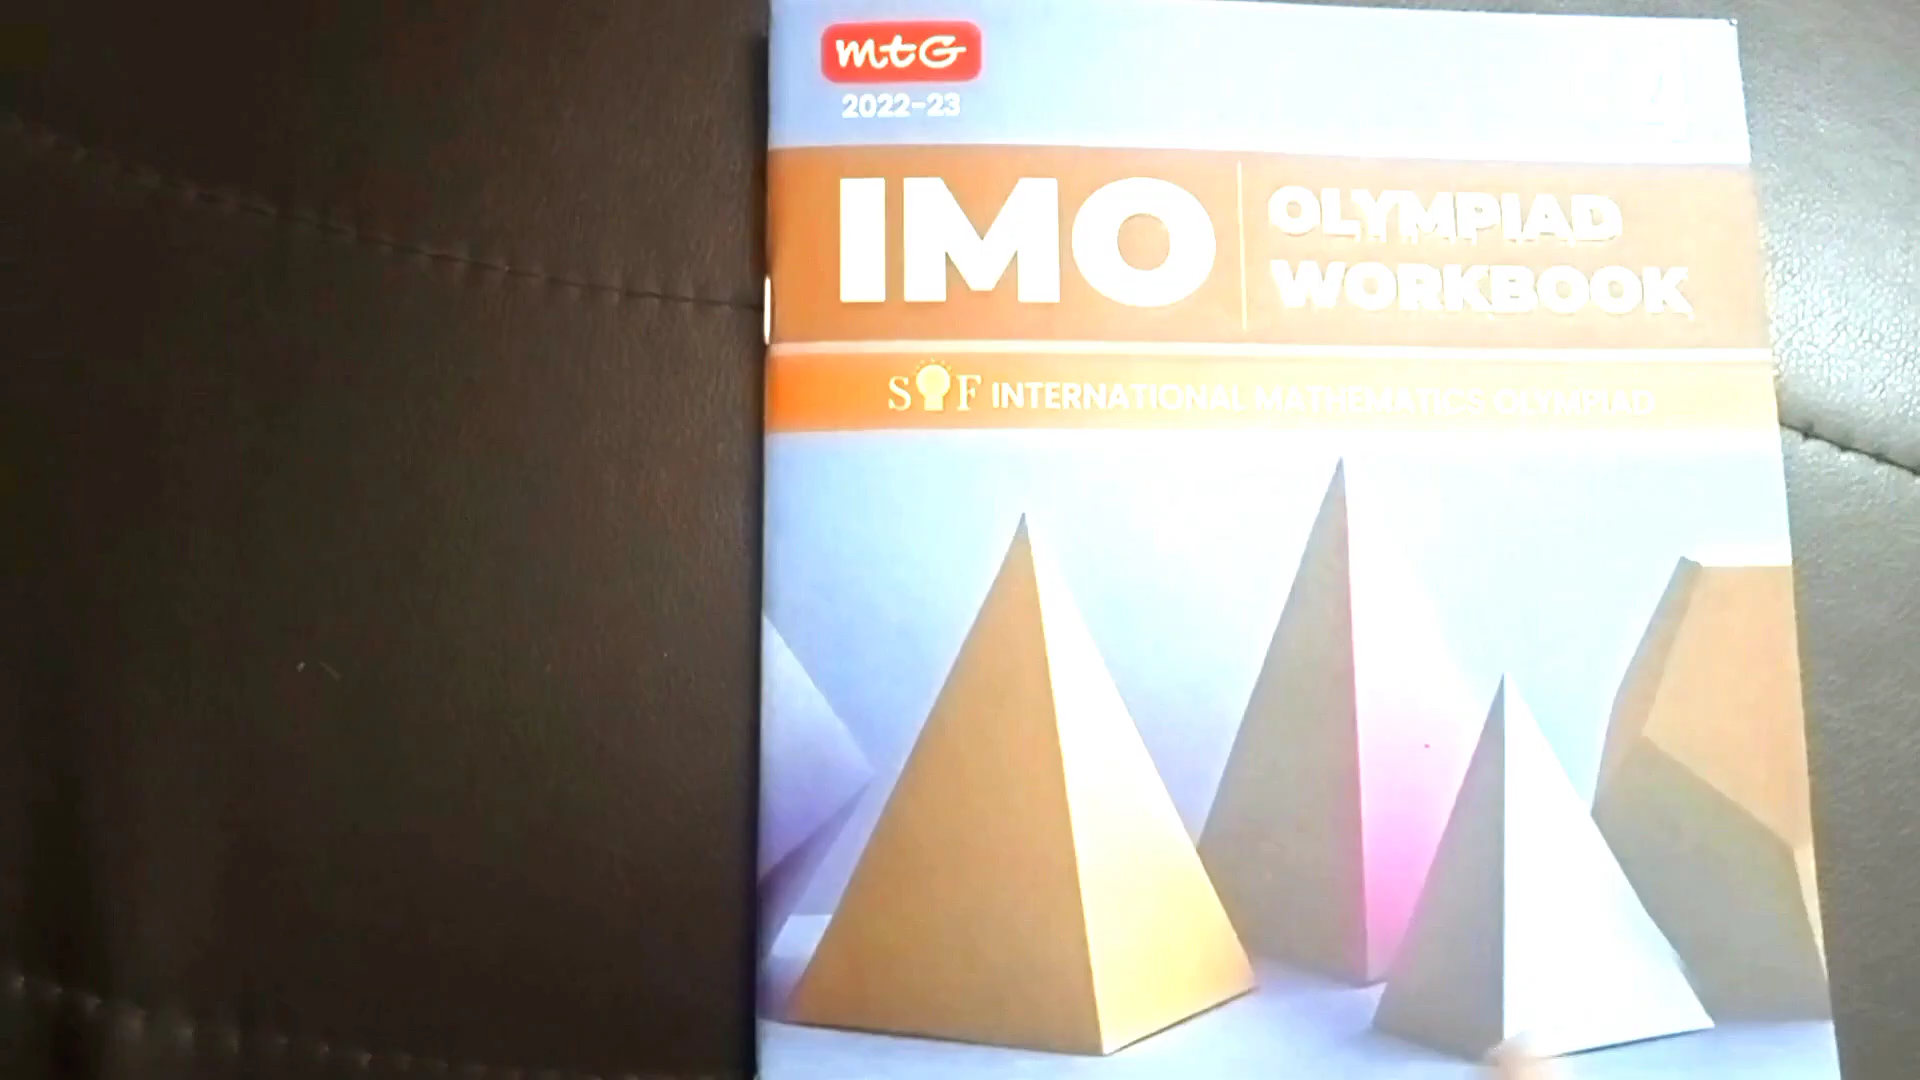 mtG
2022-23
IMO
OLYMPIAD
WORKBOOK
SOF INTERNATIONAL MATHEMATICS OLYMPIAD